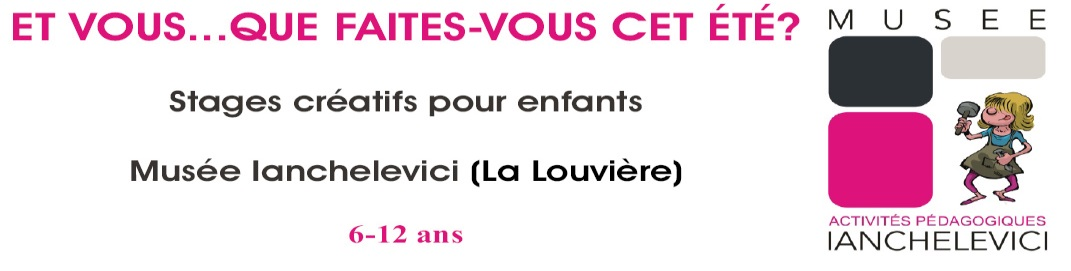 ET VOUS...QUE FAITES-VOUS CET ÉTÉ?
Stages créatifs pour enfants
Musée Ianchelevici (La Louvière)
6-12 ans
MUSEE
ACTIVITÉS PÉDAGOGIQUES
IANCHELEVICI